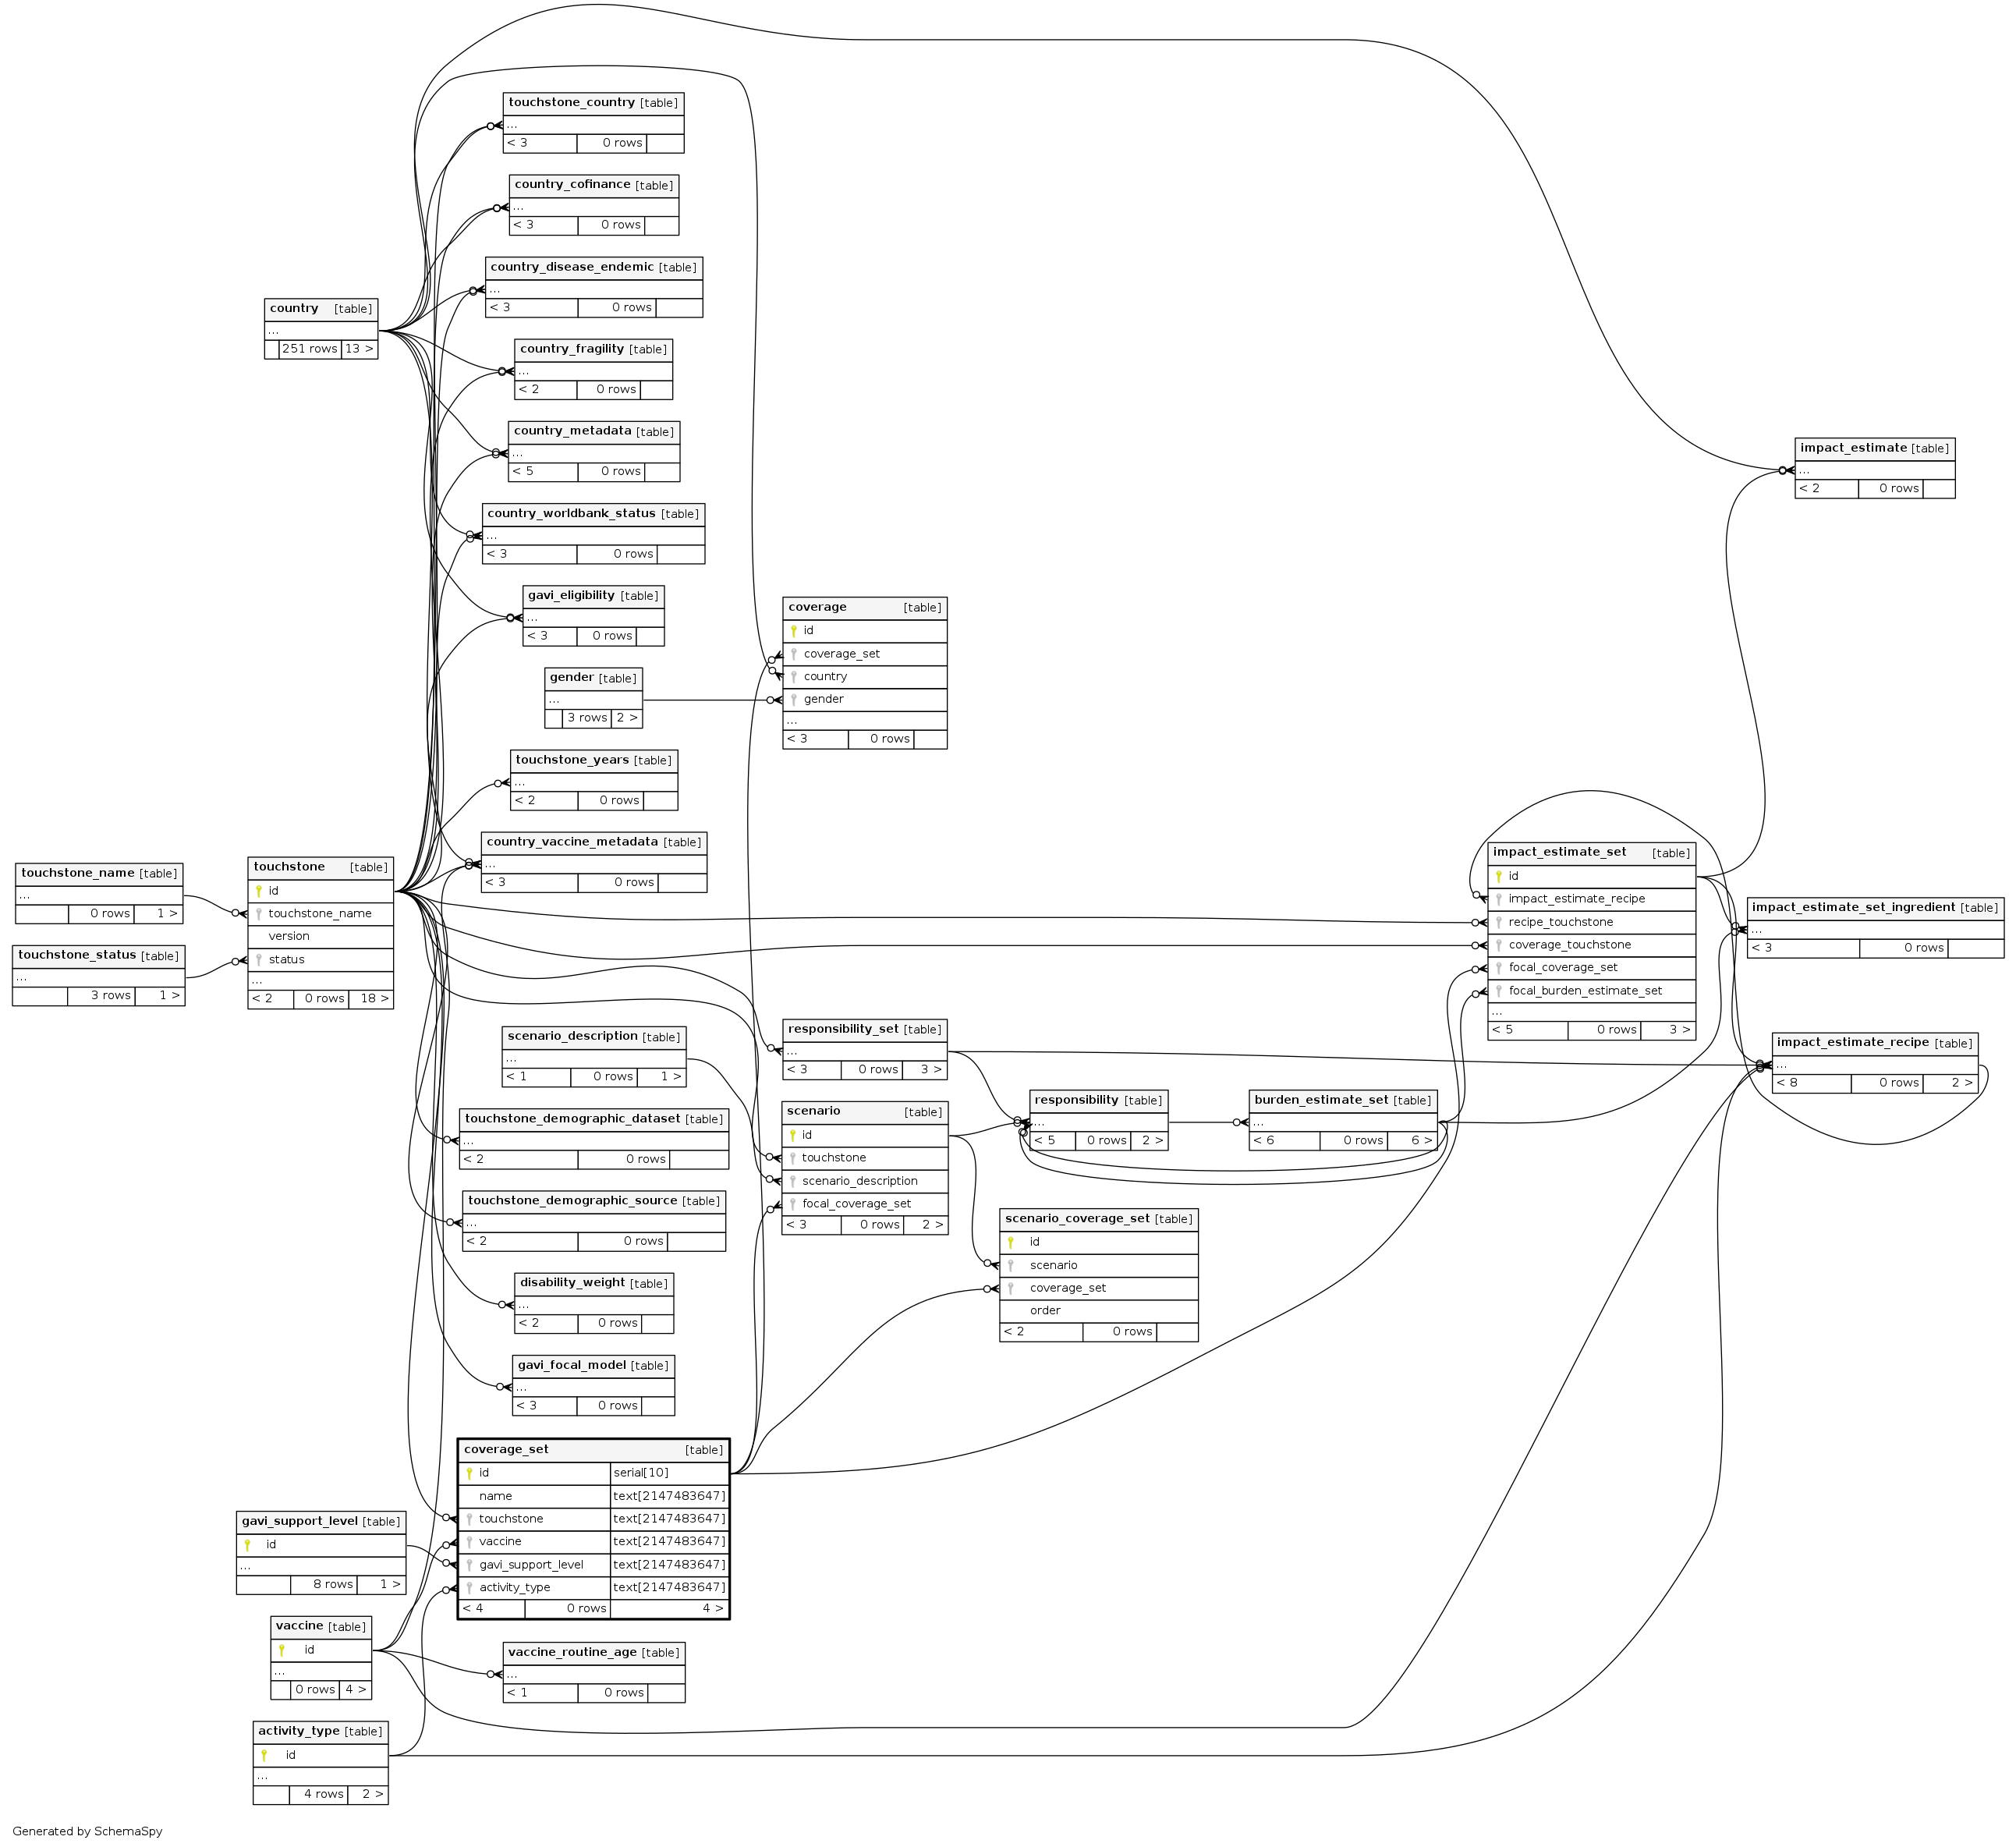 touchstone_country [table]
...
< 3 0 rows
country_cofinance [table]
...
< 3 0 rows
country_disease_endemic [table]
...
< 3 0 rows
country [table]
...
251 rows 13 >
country_fragility [table]
...
< 2 0 rows
country_metadata [table]
...
< 5 0 rows
impact_estimate [table]
...
< 2 0 rows
country_worldbank_status [table]
...
< 3 0 rows
gavi_eligibility [table]
...
< 3 0 rows
coverage [table]
id
coverage_set
country
gender
...
< 3 0 rows
gender [table]
...
3 rows 2 >
touchstone_years [table]
...
< 2 0 rows
country_vaccine_metadata [table]
...
< 3 0 rows
touchstone_name [table]
...
0 rows 1 >
touchstone_status [table]
...
3 rows 1 >
touchstone [table]
id
touchstone_name
version
status
...
< 2 0 rows 18 >
impact_estimate_set [table]
id
impact_estimate_recipe
recipe_touchstone
coverage_touchstone
focal_coverage_set
focal_burden_estimate_set
...
< 5 0 rows 3 >
impact_estimate_set_ingredient [table]
...
< 3 0 rows
impact_estimate_recipe [table]
...
< 8 0 rows 2 >
scenario_description [table]
...
< 1 0 rows 1 >
responsibility_set [table]
...
< 3 0 rows 3 >
responsibility [table]
...
< 5 0 rows 2 >
burden_estimate_set [table]
...
< 6 0 rows 6 >
touchstone_demographic_dataset [table]
...
< 2 0 rows
scenario [table]
id
touchstone
scenario_description
focal_coverage_set
< 3 0 rows 2 >
touchstone_demographic_source [table]
...
< 2 0 rows
scenario_coverage_set [table]
id
scenario
coverage_set
order
< 2 0 rows
disability_weight [table]
...
< 2 0 rows
gavi_focal_model [table]
...
< 3 0 rows
coverage_set [table]
id serial[10]
name text[2147483647]
touchstone text[2147483647]
vaccine text[2147483647]
gavi_support_level text[2147483647]
activity_type text[2147483647]
< 4 0 rows 4 >
gavi_support_level [table]
id
...
8 rows 1 >
vaccine [table]
id
...
0 rows 4 >
vaccine_routine_age [table]
...
< 1 0 rows
activity_type [table]
id
...
4 rows 2 >
Generated by SchemaSpy